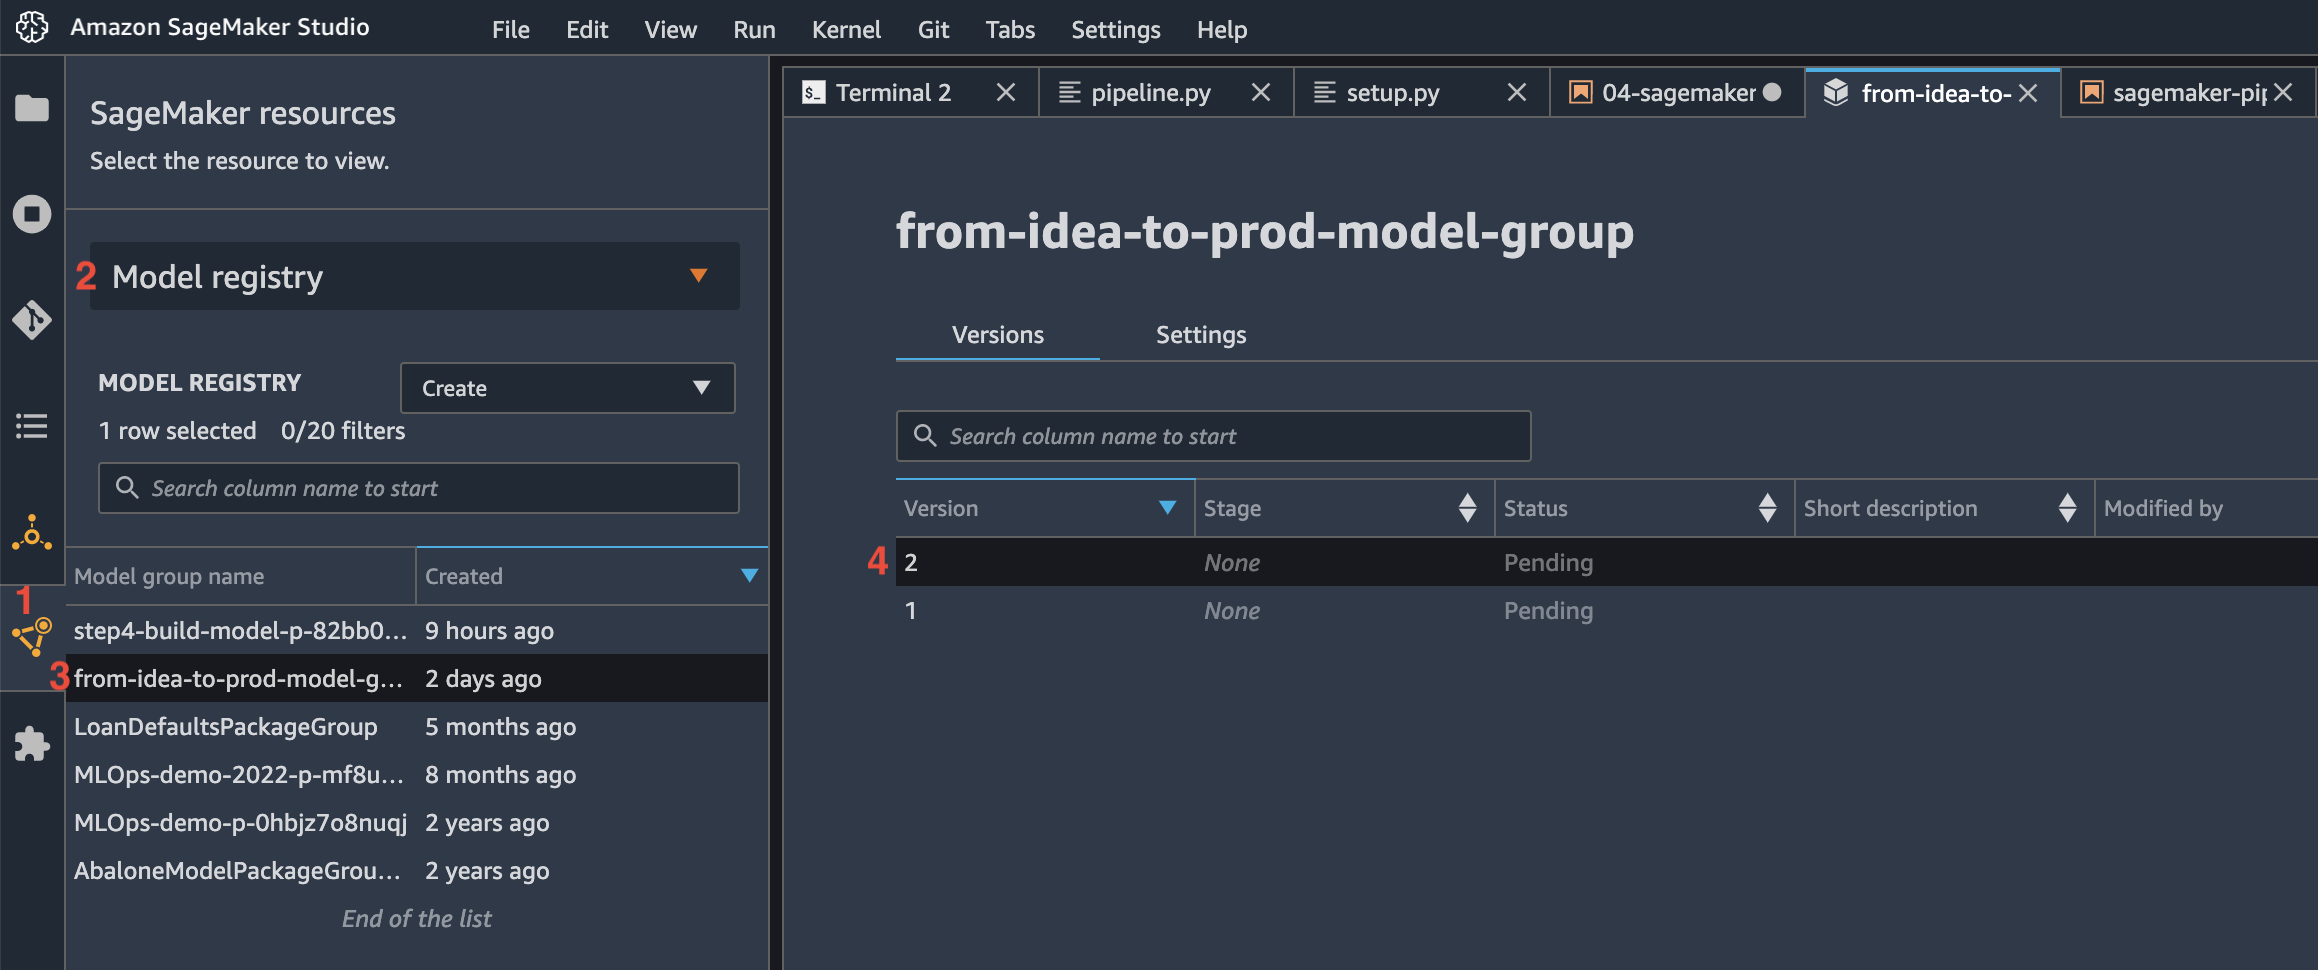 Amazon SageMaker Studio File Edit View Run Kernel Git Tabs Settings Help
SageMaker resources
Select the resource to view.
2 Model registry
MODEL REGISTRY Create
1 row selected 0/20 filters
Search column name to start
Model group name Created
1
step4-build-model-p-82bb0... 9 hours ago
3 from-idea-to-prod-model-g... 2 days ago
LoanDefaultsPackageGroup 5 months ago
MLOps-demo-2022-p-mf8u... 8 months ago
MLOps-demo-p-0hbjz7o8nuqj 2 years ago
AbaloneModelPackageGrou... 2 years ago
End of the list
$_ Terminal 2 pipeline.py setup.py 04-sagemaker from-idea-to- sagemaker-pip
from-idea-to-prod-model-group
Versions Settings
Search column name to start
Version Stage Status Short description Modified by
4 2 None Pending
1 None Pending